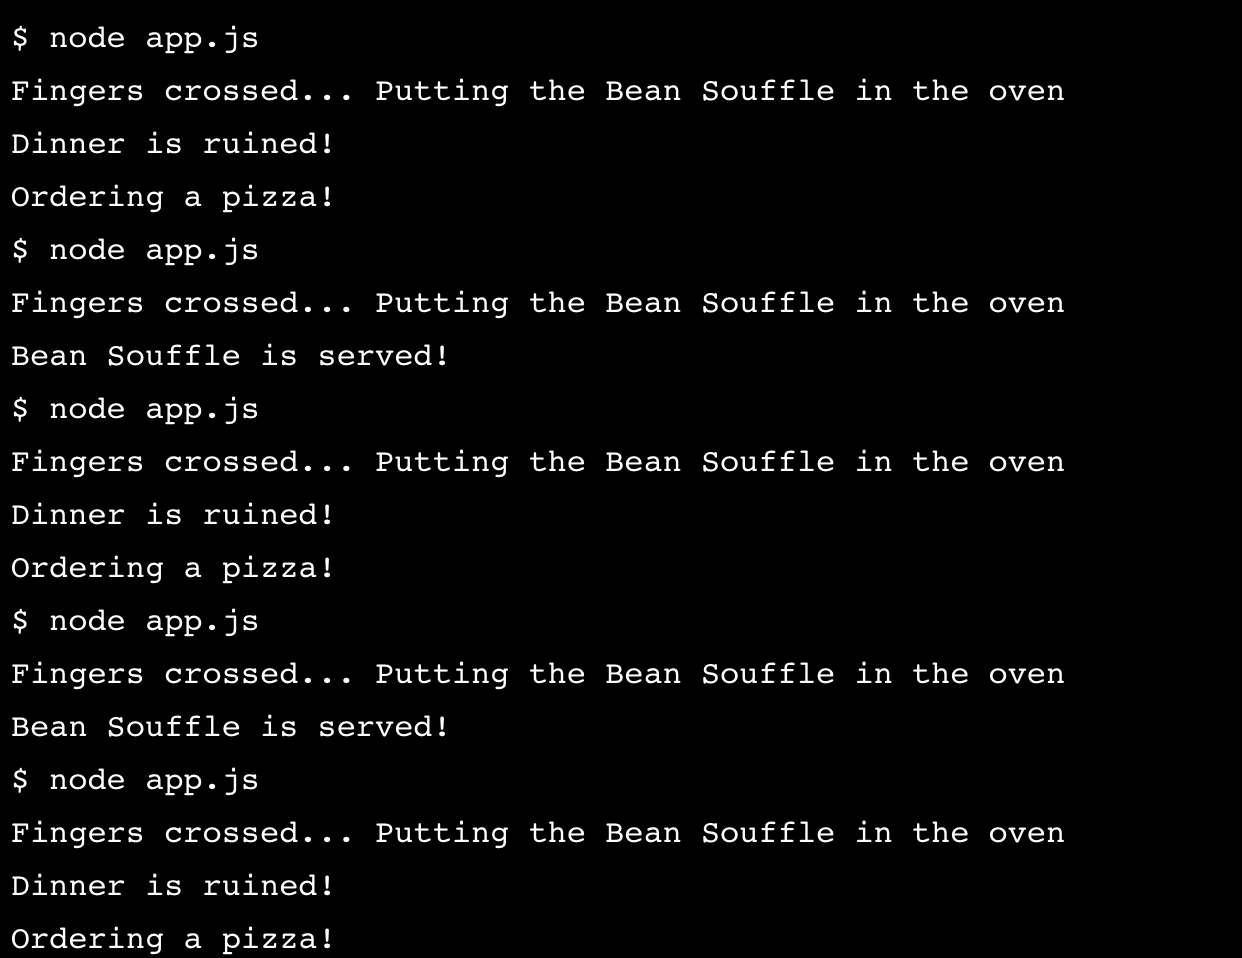 $ node app.js
Fingers crossed... Putting the Bean Souffle in the oven
Dinner is ruined!
Ordering a pizza!
$ node app.js
Fingers crossed... Putting the Bean Souffle in the oven
Bean Souffle is served!
$ node app.js
Fingers crossed... Putting the Bean Souffle in the oven
Dinner is ruined!
Ordering a pizza!
$ node app.js
Fingers crossed... Putting the Bean Souffle in the oven
Bean Souffle is served!
$ node app.js
Fingers crossed... Putting the Bean Souffle in the oven
Dinner is ruined!
Ordering a pizza!